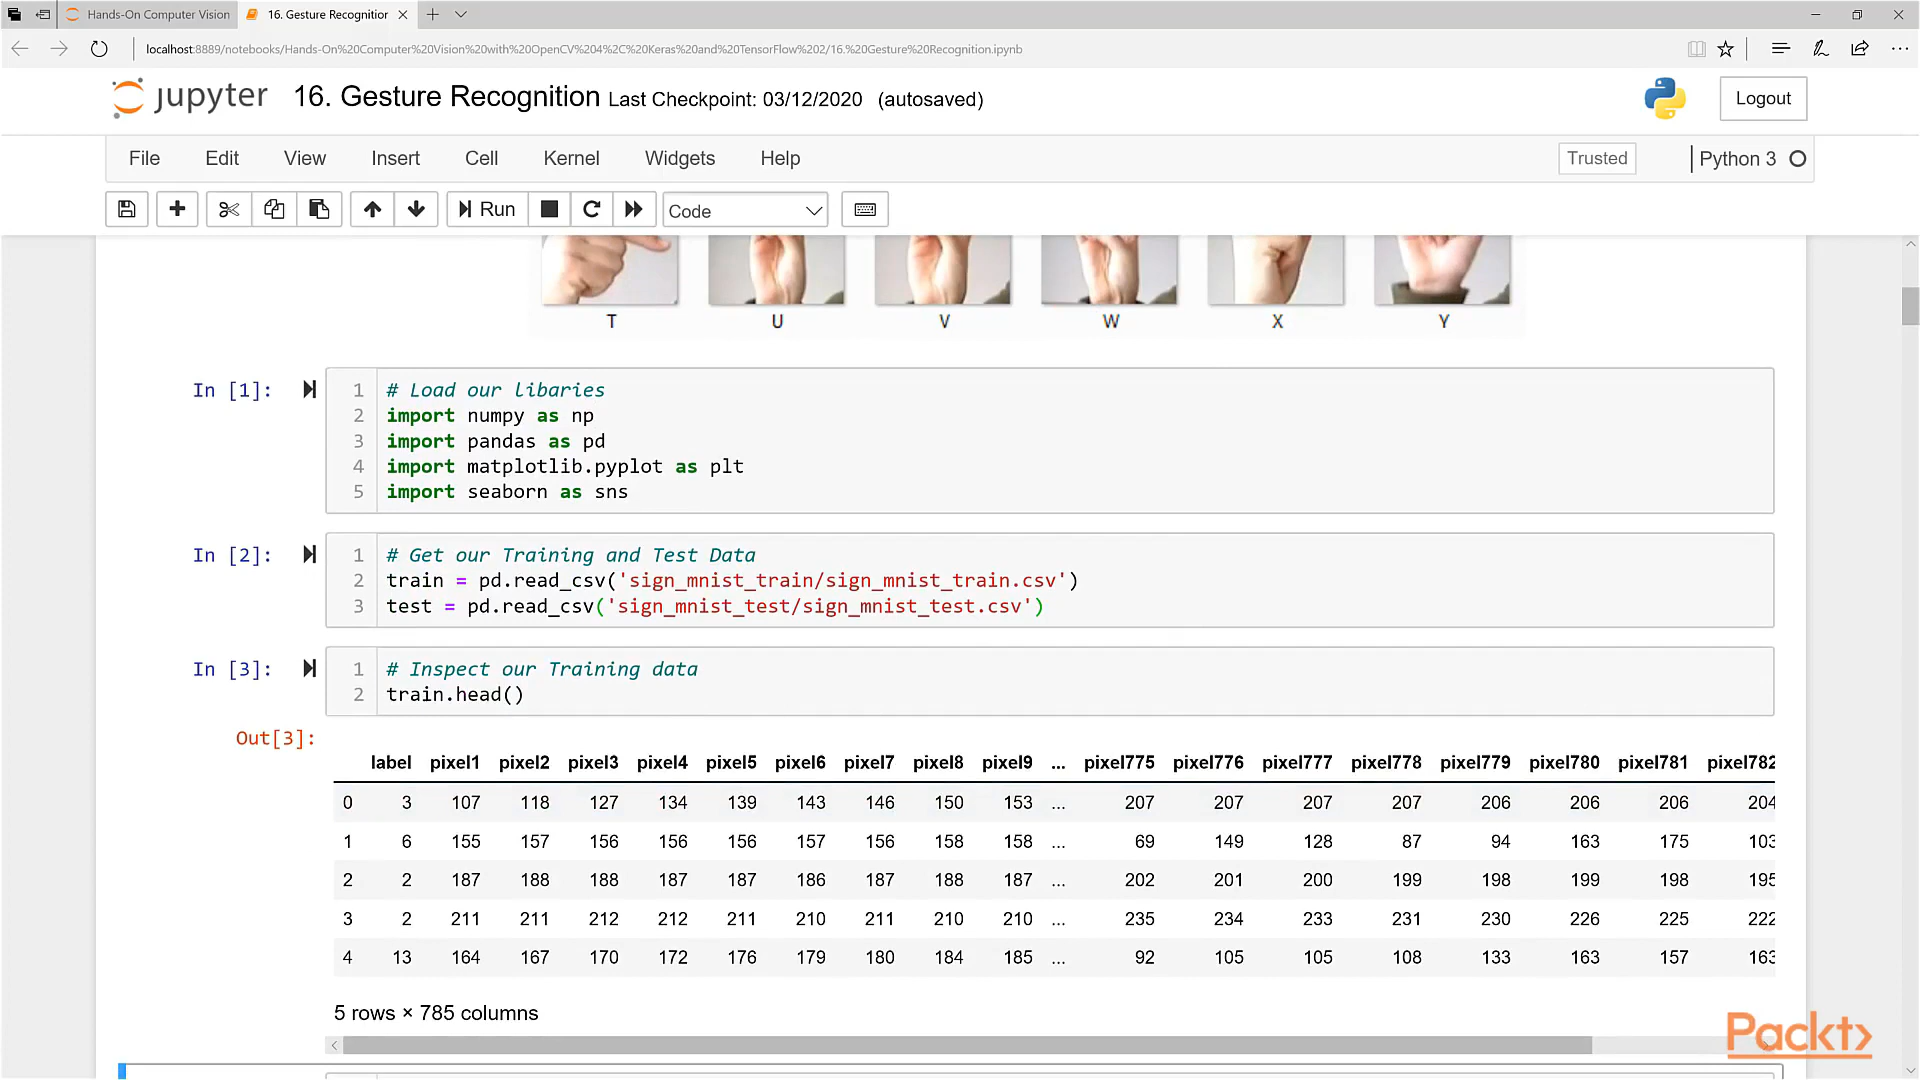 Hands-On Computer Vision
16. Gesture Recognition
localhost:8889/notebooks/Hands-On%20Computer%20Vision%20with%20OpenCV%204%2C%20Keras%20and%20TensorFlow%202/16.%20Gesture%20Recognition.ipynb
jupyter 16. Gesture Recognition Last Checkpoint: 03/12/2020 (autosaved)
Logout
File Edit View Insert Cell Kernel Widgets Help Trusted Python 3
Run Code
T U V W X Y
In [1]:
1 # Load our libaries
2 import numpy as np
3 import pandas as pd
4 import matplotlib.pyplot as plt
5 import seaborn as sns
In [2]:
1 # Get our Training and Test Data
2 train = pd.read_csv('sign_mnist_train/sign_mnist_train.csv')
3 test = pd.read_csv('sign_mnist_test/sign_mnist_test.csv')
In [3]:
1 # Inspect our Training data
2 train.head()
Out[3]:
label pixel1 pixel2 pixel3 pixel4 pixel5 pixel6 pixel7 pixel8 pixel9 ... pixel775 pixel776 pixel777 pixel778 pixel779 pixel780 pixel781 pixel782
0 3 107 118 127 134 139 143 146 150 153 ... 207 207 207 207 206 206 206 204
1 6 155 157 156 156 156 157 156 158 158 ... 69 149 128 87 94 163 175 103
2 2 187 188 188 187 187 186 187 188 187 ... 202 201 200 199 198 199 198 195
3 2 211 211 212 212 211 210 211 210 210 ... 235 234 233 231 230 226 225 222
4 13 164 167 170 172 176 179 180 184 185 ... 92 105 105 108 133 163 157 163
5 rows × 785 columns
Packt>